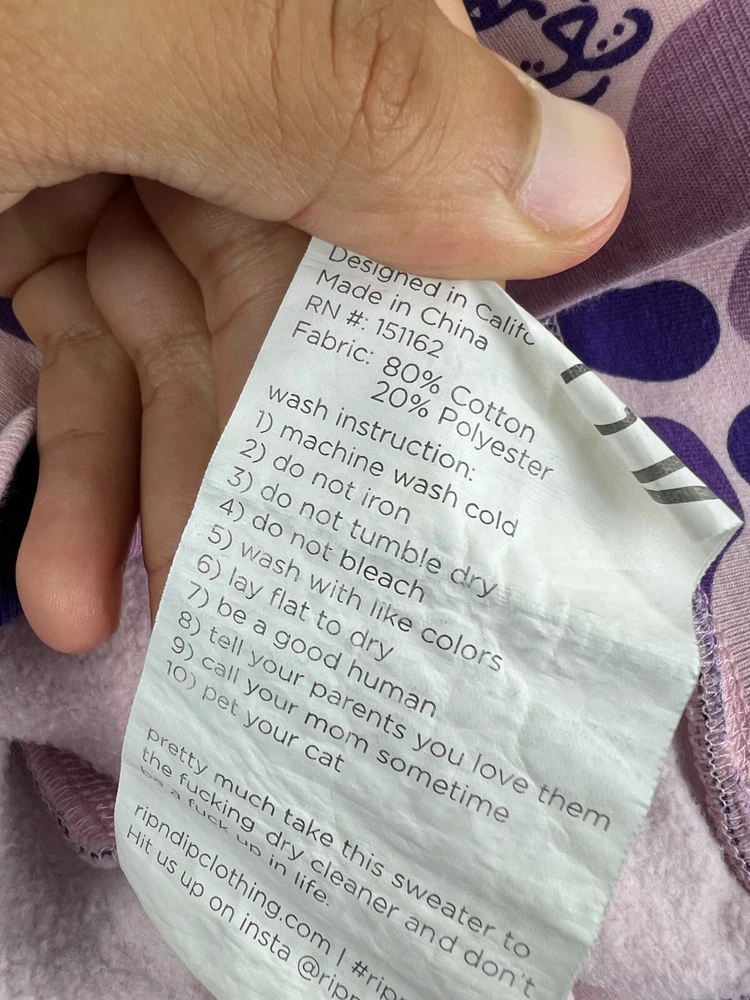 Designed in Califo
Made in China
RN #: 151162
Fabric: 80% Cotton
20% Polyester
wash instruction:
1) machine wash cold
2) do not iron
3) do not tumble dry
4) do not bleach
5) wash with like colors
6) lay flat to dry
7) be a good human
8) tell your parents you love them
9) call your mom sometime
10) pet your cat
pretty much take this sweater to
the fucking dry cleaner and don't
be a fuck up in life.
ripndipclothing.com | #ripn
Hit us up on insta @ripn